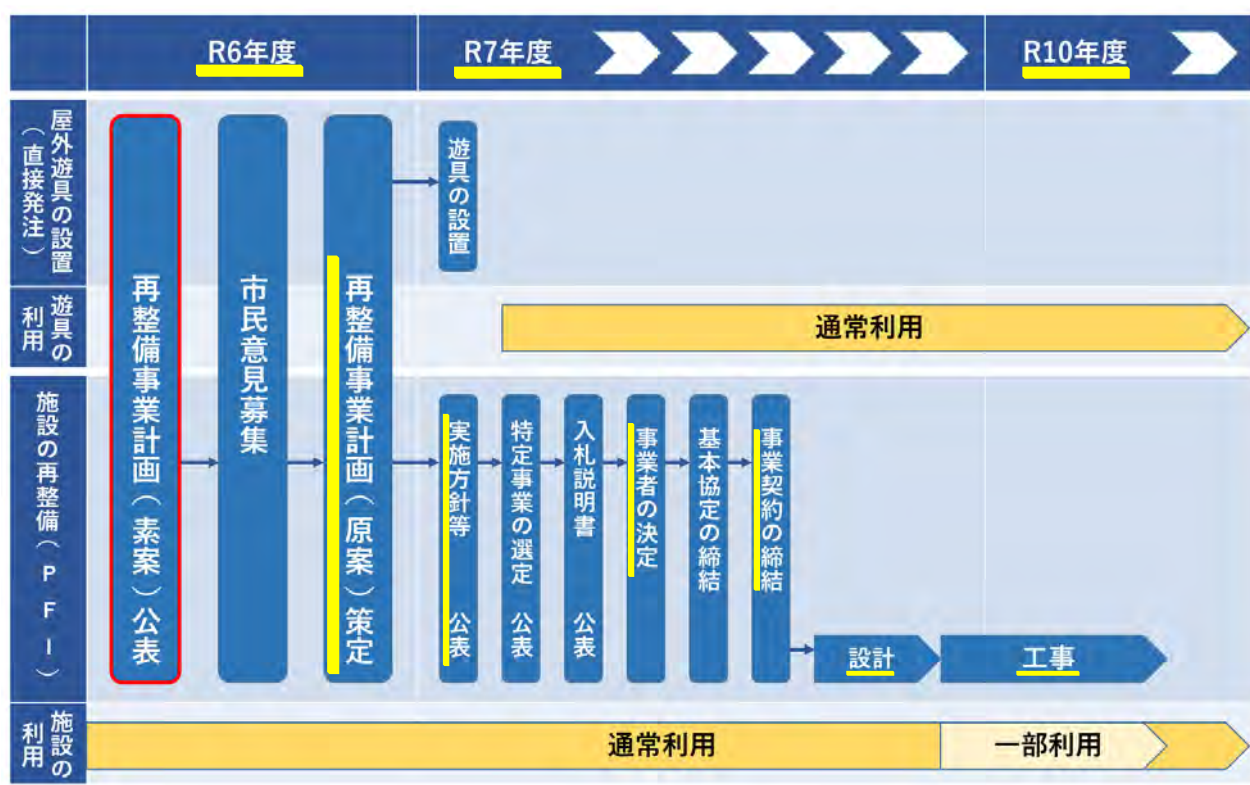 R6年度
R7年度
R10年度
屋外遊具の設置
（直接発注）
遊具の設置
遊具の
利用
通常利用
再整備事業計画（素案）公表
市民意見募集
再整備事業計画（原案）策定
施設の再整備（PFI）
実施方針等 公表
特定事業の選定 公表
入札説明書 公表
事業者の決定
基本協定の締結
事業契約の締結
設計
工事
施設の
利用
通常利用
一部利用